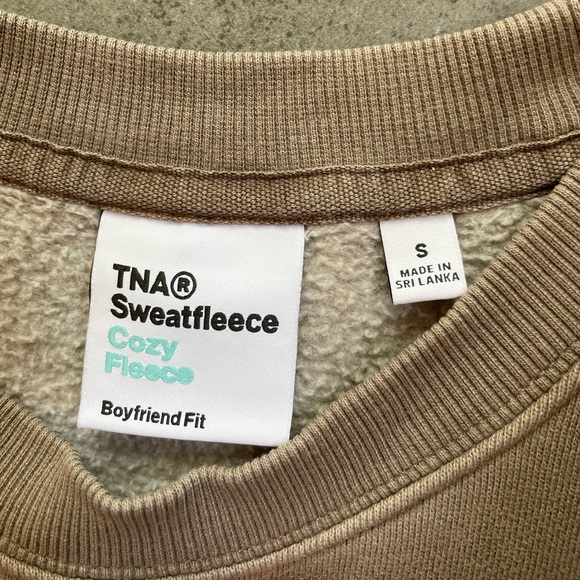 TNA®
Sweatfleece
Cozy
Fleece
Boyfriend Fit
S
MADE IN
SRI LANKA